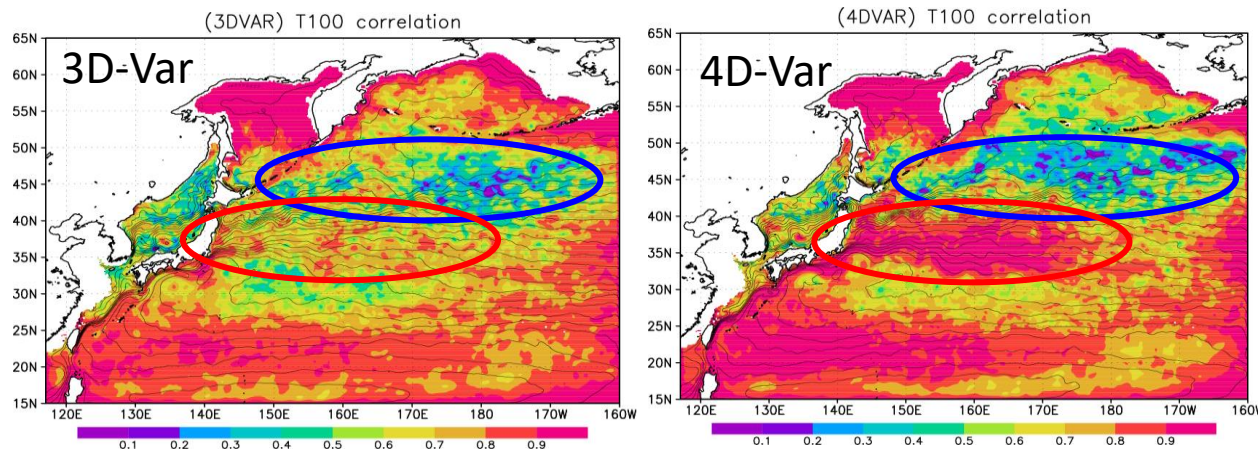 (3DVAR) T100 correlation
3D-Var
65N
60N
55N
50N
45N
40N
35N
30N
25N
20N
15N
120E 130E 140E 150E 160E 170E 180 170W 160W
0.1 0.2 0.3 0.4 0.5 0.6 0.7 0.8 0.9
(4DVAR) T100 correlation
4D-Var
65N
60N
55N
50N
45N
40N
35N
30N
25N
20N
15N
120E 130E 140E 150E 160E 170E 180 170W 160W
0.1 0.2 0.3 0.4 0.5 0.6 0.7 0.8 0.9